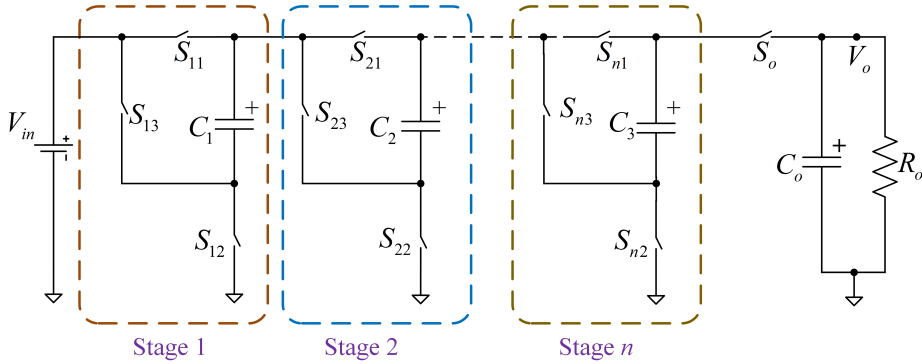 S11
S21
Sn1
So
Vo
Vin
S13
C1
+
S23
C2
+
Sn3
C3
+
Co
+
Ro
+
-
S12
S22
Sn2
Stage 1
Stage 2
Stage n